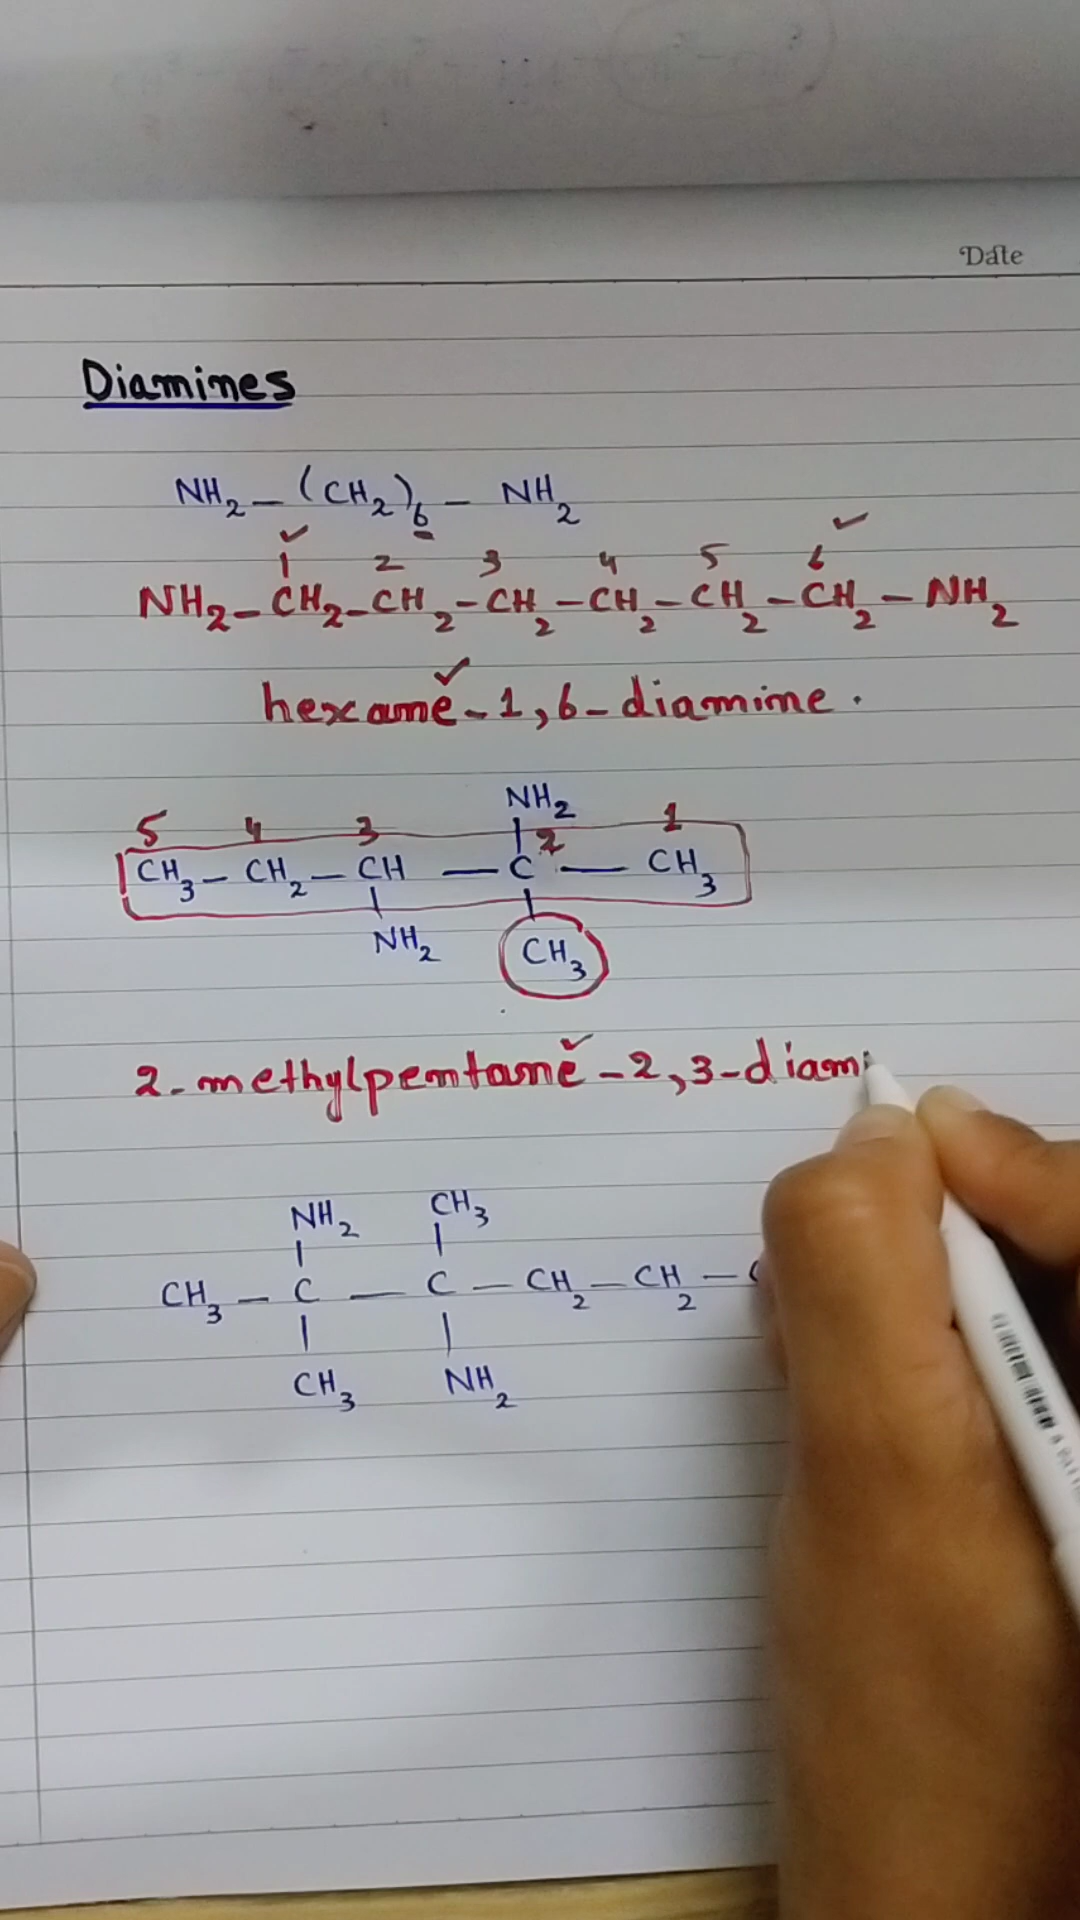 Date
Diamines
NH₂ – (CH₂)₆ – NH₂
1 2 3 4 5 6
NH₂ – CH₂ – CH₂ – CH₂ – CH₂ – CH₂ – CH₂ – NH₂
hexane – 1,6 – diamine.
NH₂
5 4 3 2 1
CH₃ – CH₂ – CH — C — CH₃
NH₂ CH₃
2-methylpentane – 2,3-diam
NH₂ CH₃
CH₃ – C — C – CH₂ – CH₂ –
CH₃ NH₂